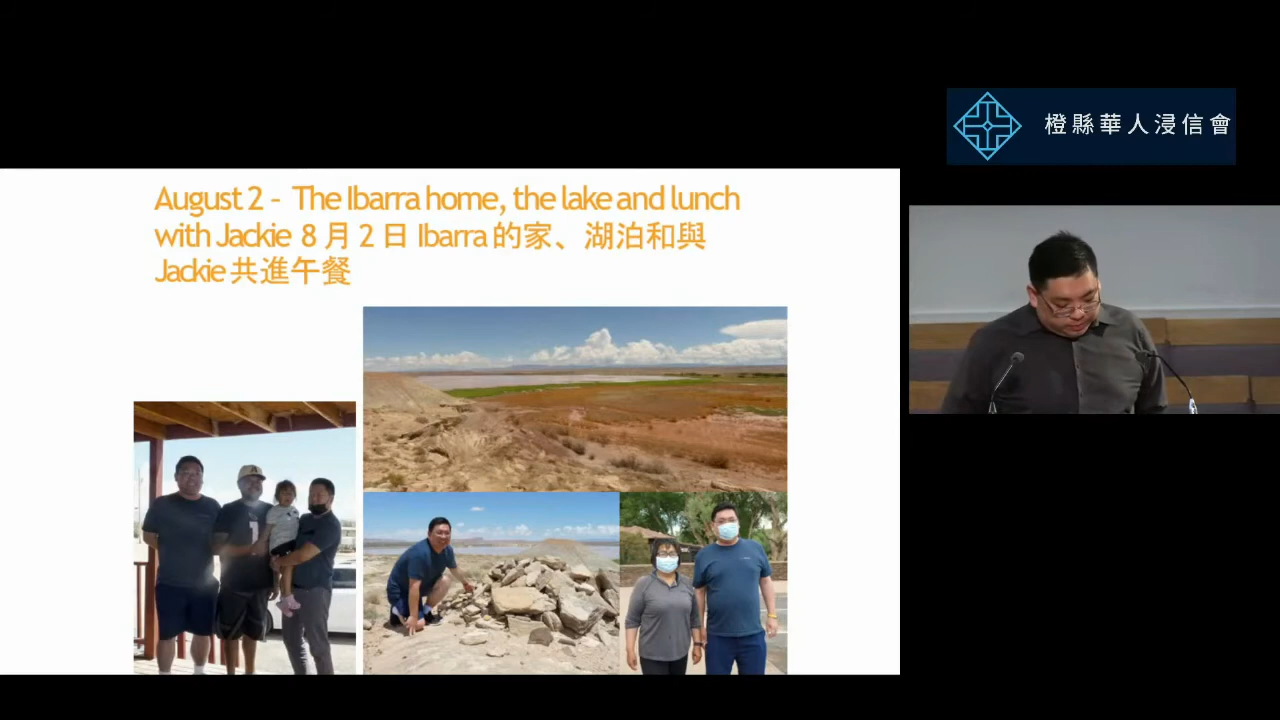 August 2 - The Ibarra home, the lake and lunch
with Jackie 8 月 2 日 Ibarra 的家、湖泊和與
Jackie 共進午餐
橙縣華人浸信會